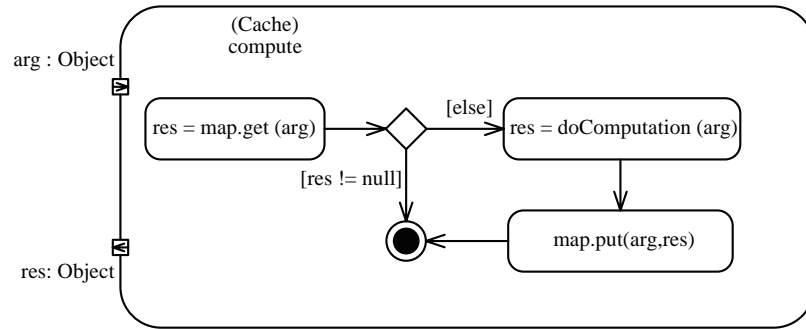 (Cache)
compute
arg : Object
res = map.get (arg)
[else]
res = doComputation (arg)
[res != null]
map.put(arg,res)
res: Object